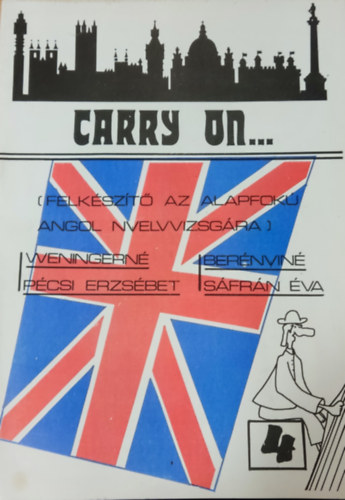 CARRY ON...
(FELKÉSZÍTŐ AZ ALAPFOKÚ
ANGOL NYELVVIZSGÁRA)
WENINGERNÉ
PÉCSI ERZSÉBET
BERÉNYINÉ
SÁFRÁN ÉVA
4